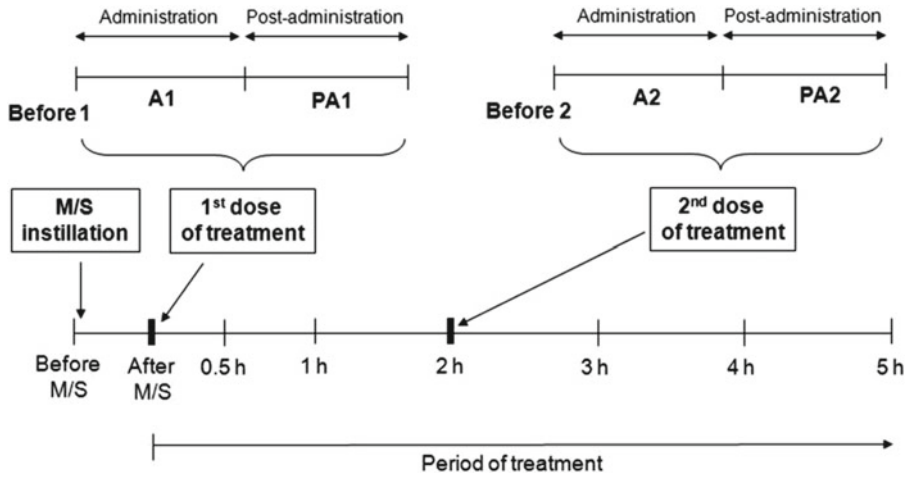 Administration Post-administration Administration Post-administration
A1 PA1 A2 PA2
Before 1 Before 2
M/S
instillation
1st dose
of treatment
2nd dose
of treatment
Before
M/S
After
M/S
0.5 h 1 h 2 h 3 h 4 h 5 h
Period of treatment